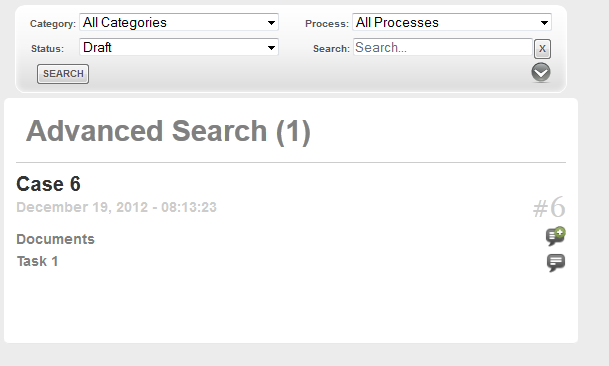 Category: All Categories Process: All Processes
Status: Draft Search: Search... X
SEARCH
Advanced Search (1)
Case 6
December 19, 2012 - 08:13:23 #6
Documents
Task 1